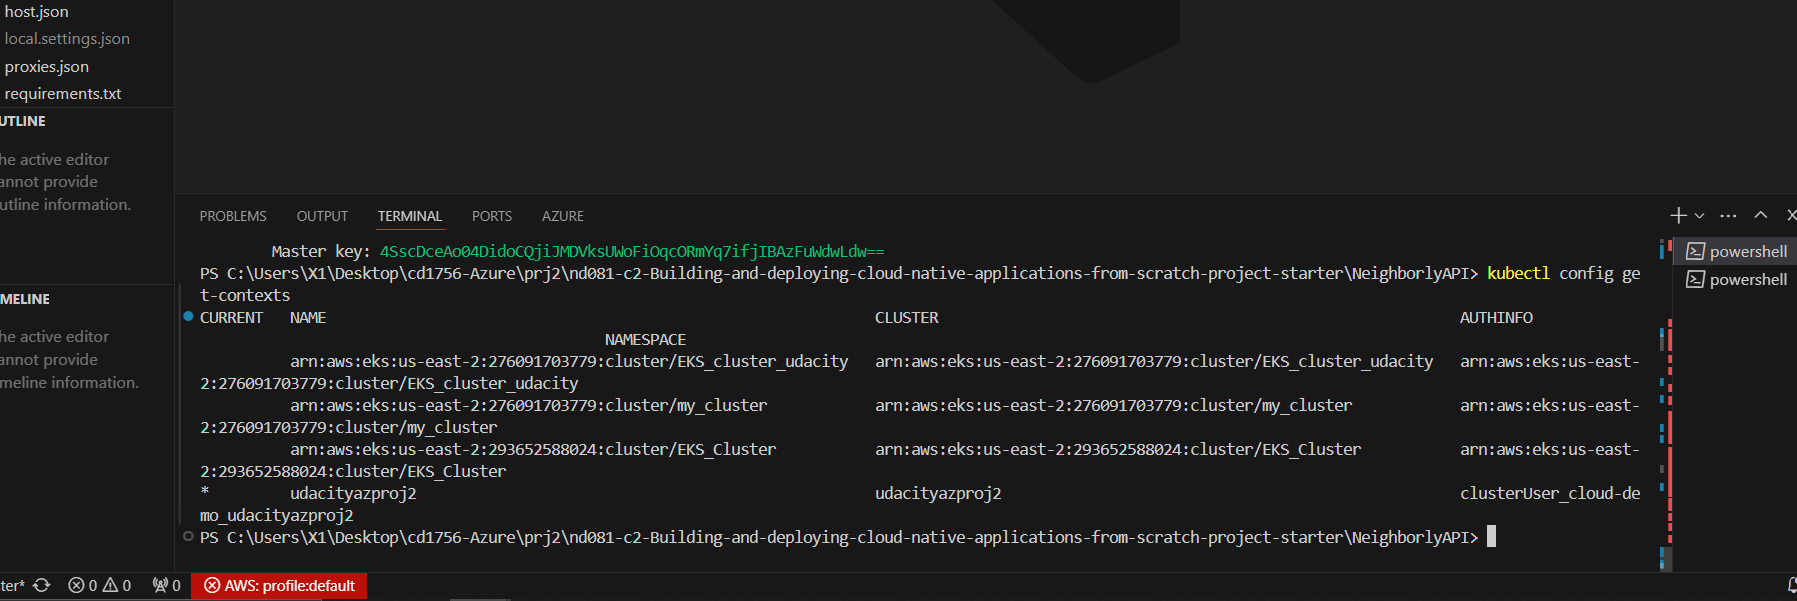 host.json
local.settings.json
proxies.json
requirements.txt
UTLINE
he active editor
annot provide
utline information.
MELINE
he active editor
annot provide
meline information.
PROBLEMS OUTPUT TERMINAL PORTS AZURE
powershell
powershell
Master key: 4SscDceAo04DidoCQjiJMDVksUWoFiOqcORmYq7ifjIBAzFuWdwLdw==
PS C:\Users\X1\Desktop\cd1756-Azure\prj2\nd081-c2-Building-and-deploying-cloud-native-applications-from-scratch-project-starter\NeighborlyAPI> kubectl config ge
t-contexts
CURRENT NAME CLUSTER AUTHINFO
NAMESPACE
arn:aws:eks:us-east-2:276091703779:cluster/EKS_cluster_udacity arn:aws:eks:us-east-2:276091703779:cluster/EKS_cluster_udacity arn:aws:eks:us-east-
2:276091703779:cluster/EKS_cluster_udacity
arn:aws:eks:us-east-2:276091703779:cluster/my_cluster arn:aws:eks:us-east-2:276091703779:cluster/my_cluster arn:aws:eks:us-east-
2:276091703779:cluster/my_cluster
arn:aws:eks:us-east-2:293652588024:cluster/EKS_Cluster arn:aws:eks:us-east-2:293652588024:cluster/EKS_Cluster arn:aws:eks:us-east-
2:293652588024:cluster/EKS_Cluster
* udacityazproj2 udacityazproj2 clusterUser_cloud-de
mo_udacityazproj2
PS C:\Users\X1\Desktop\cd1756-Azure\prj2\nd081-c2-Building-and-deploying-cloud-native-applications-from-scratch-project-starter\NeighborlyAPI>
ter* 0 0 0 AWS: profile:default